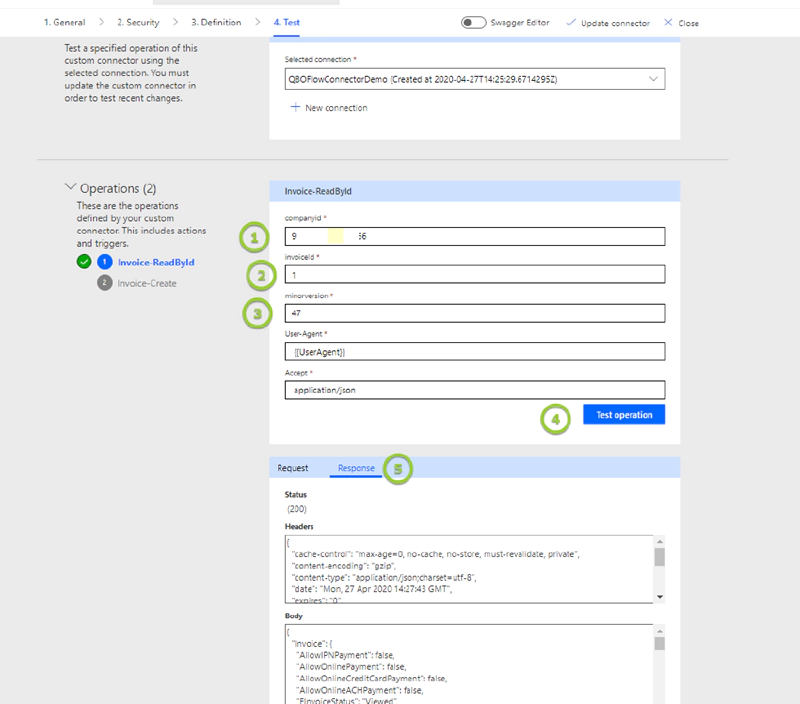 1. General > 2. Security > 3. Definition > 4. Test
Swagger Editor
Update connector
Close
Test a specified operation of this
custom connector using the
selected connection. You must
update the custom connector in
order to test recent changes.
Selected connection *
QBOFlowConnectorDemo (Created at 2020-04-27T14:25:29.6714295Z)
+ New connection
Operations (2)
These are the operations
defined by your custom
connector. This includes actions
and triggers.
1 Invoice-ReadById
2 Invoice-Create
Invoice-ReadById
companyid *
1
9 56
invoiceId *
2
1
minorversion *
3
47
User-Agent *
{{UserAgent}}
Accept *
application/json
4
Test operation
Request
Response
5
Status
(200)
Headers
{
"cache-control": "max-age=0, no-cache, no-store, must-revalidate, private",
"content-encoding": "gzip",
"content-type": "application/json;charset=utf-8",
"date": "Mon, 27 Apr 2020 14:27:43 GMT",
"expires": "0"
Body
{
"Invoice": {
"AllowIPNPayment": false,
"AllowOnlinePayment": false,
"AllowOnlineCreditCardPayment": false,
"AllowOnlineACHPayment": false,
"EInvoiceStatus": "Viewed"